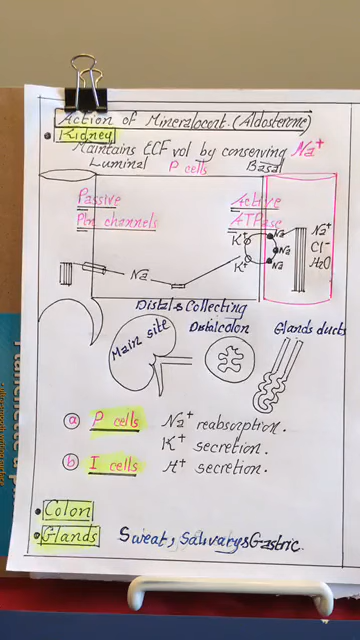 Action of Mineralocort. (Aldosterone)
• Kidney
Maintains ECF vol by conserving Na+
Luminal P cells Basal
Passive Active
Ptn channels ATPase
K+ Na Na+
Na Cl-
K+ Na H2O
Na
Distal & Collecting
Main site Distal colon Glands ducts
ⓐ P cells Na+ reabsorption.
K+ secretion.
ⓑ I cells H+ secretion.
• Colon
• Glands Sweat, Salivary & Gastric.